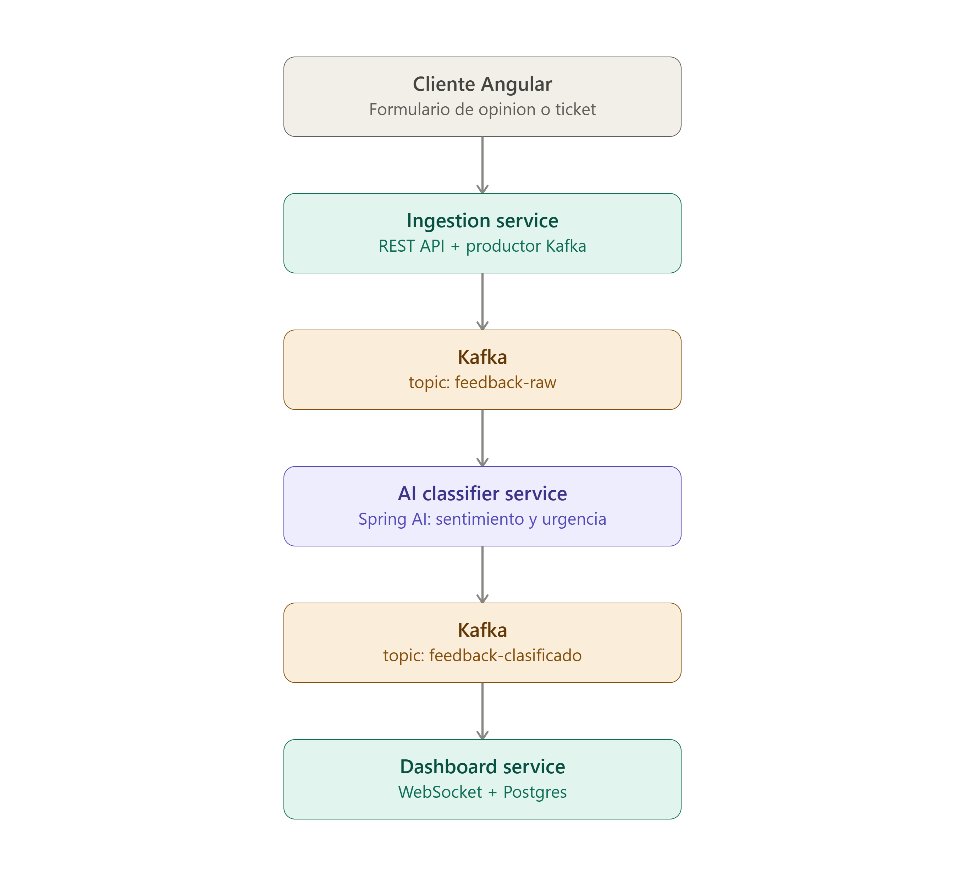 Cliente Angular
Formulario de opinion o ticket
Ingestion service
REST API + productor Kafka
Kafka
topic: feedback-raw
AI classifier service
Spring AI: sentimiento y urgencia
Kafka
topic: feedback-clasificado
Dashboard service
WebSocket + Postgres